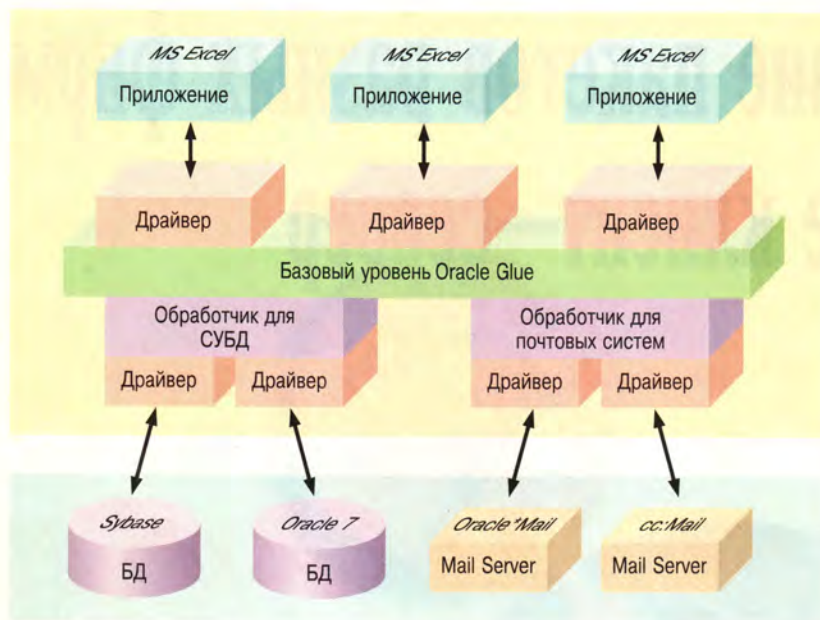 MS Excel
Приложение
MS Excel
Приложение
MS Excel
Приложение
Драйвер
Драйвер
Драйвер
Базовый уровень Oracle Glue
Обработчик для
СУБД
Обработчик для
почтовых систем
Драйвер
Драйвер
Драйвер
Драйвер
Sybase
БД
Oracle 7
БД
Oracle*Mail
Mail Server
cc:Mail
Mail Server